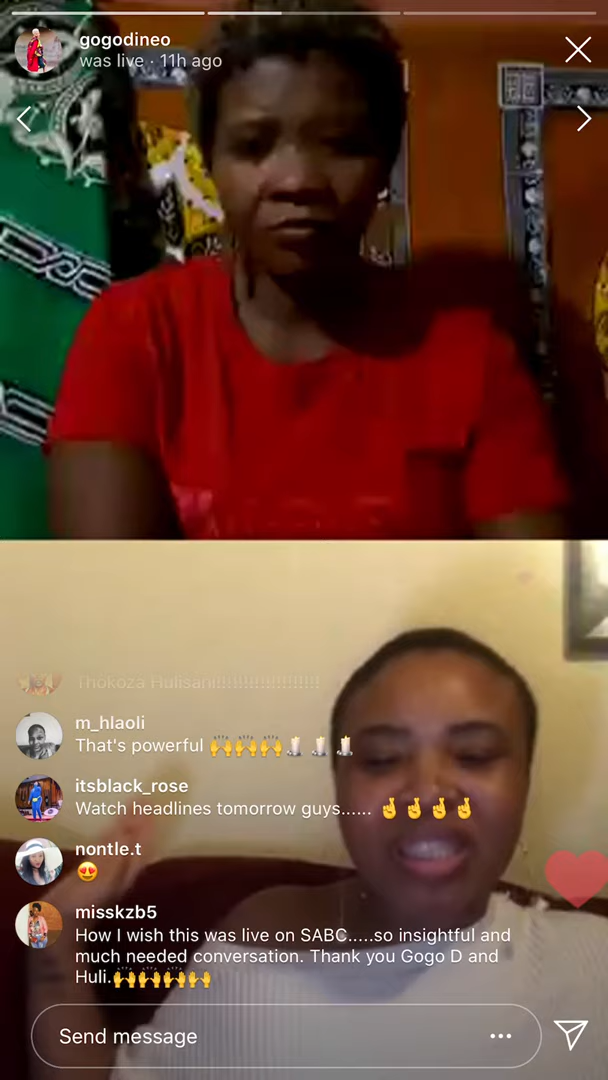 gogodineo
was live · 11h ago
Thokoza Hulisani!!!!!!!!!!!!!!!!!!!!
m_hlaoli
That's powerful 🙌🙌🙌🕯️🕯️🕯️
itsblack_rose
Watch headlines tomorrow guys...... 🤞🤞🤞🤞
nontle.t
😍
misskzb5
How I wish this was live on SABC.....so insightful and
much needed conversation. Thank you Gogo D and
Huli.🙌🙌🙌🙌
Send message